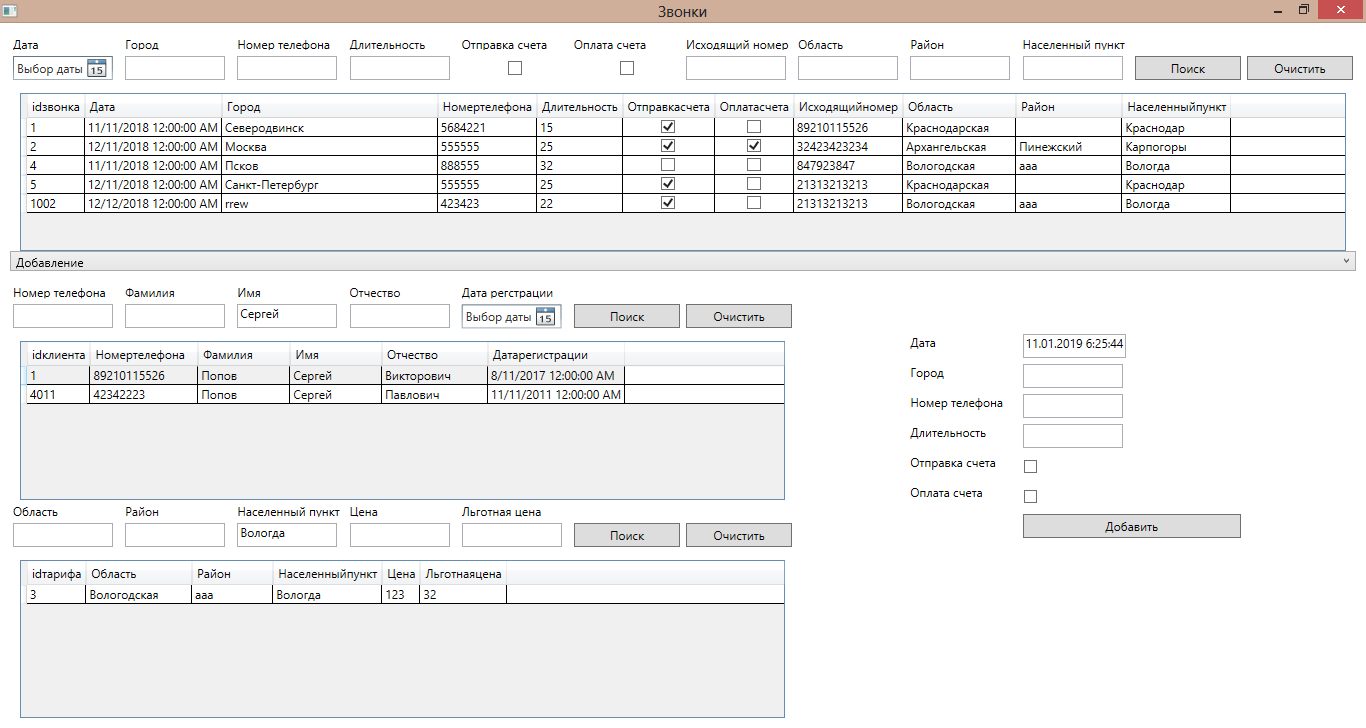 Звонки
Дата Город Номер телефона Длительность Отправка счета Оплата счета Исходящий номер Область Район Населенный пункт
Выбор даты 15 Поиск Очистить
idзвонка Дата Город Номертелефона Длительность Отправкасчета Оплатасчета Исходящийномер Область Район Населенныйпункт
1 11/11/2018 12:00:00 AM Северодвинск 5684221 15 89210115526 Краснодарская Краснодар
2 12/11/2018 12:00:00 AM Москва 555555 25 32423423234 Архангельская Пинежский Карпогоры
4 11/11/2018 12:00:00 AM Псков 888555 32 847923847 Вологодская ааа Вологда
5 12/11/2018 12:00:00 AM Санкт-Петербург 555555 25 21313213213 Краснодарская Краснодар
1002 12/12/2018 12:00:00 AM rrew 423423 22 21313213213 Вологодская ааа Вологда
Добавление
Номер телефона Фамилия Имя Отчество Дата регстрации
Сергей Выбор даты 15 Поиск Очистить
idклиента Номертелефона Фамилия Имя Отчество Датарегистрации
1 89210115526 Попов Сергей Викторович 8/11/2017 12:00:00 AM
4011 42342223 Попов Сергей Павлович 11/11/2011 12:00:00 AM
Дата 11.01.2019 6:25:44
Город
Номер телефона
Длительность
Отправка счета
Оплата счета
Добавить
Область Район Населенный пункт Цена Льготная цена
Вологда Поиск Очистить
idтарифа Область Район Населенныйпункт Цена Льготнаяцена
3 Вологодская ааа Вологда 123 32